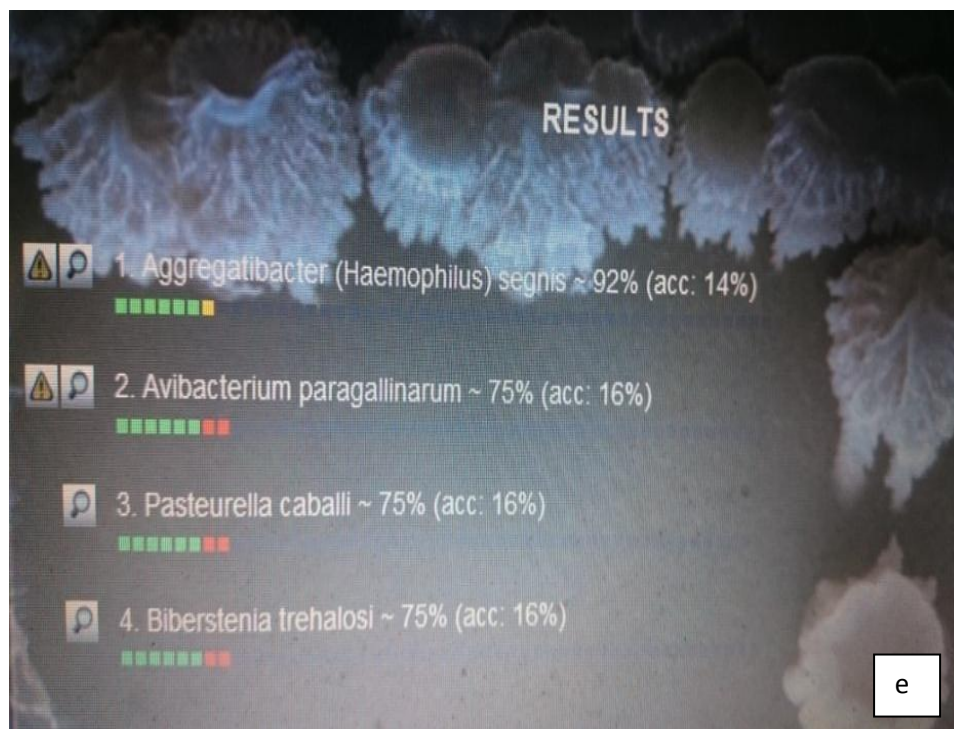 RESULTS
1. Aggregatibacter (Haemophilus) segnis ~ 92% (acc: 14%)
2. Avibacterium paragallinarum ~ 75% (acc: 16%)
3. Pasteurella caballi ~ 75% (acc: 16%)
4. Biberstenia trehalosi ~ 75% (acc: 16%)
e